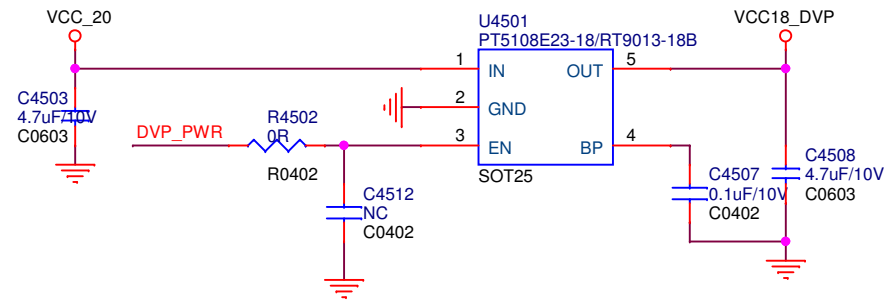 VCC_20
U4501
VCC18_DVP
PT5108E23-18/RT9013-18B
1
IN
OUT
5
C4503
4.7uF/10V
C0603
2
GND
R4502
0R
R0402
DVP_PWR
3
EN
BP
4
SOT25
C4512
NC
C0402
C4507
0.1uF/10V
C0402
C4508
4.7uF/10V
C0603